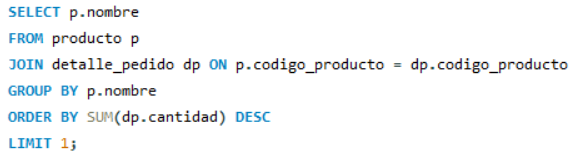 SELECT p.nombre
FROM producto p
JOIN detalle_pedido dp ON p.codigo_producto = dp.codigo_producto
GROUP BY p.nombre
ORDER BY SUM(dp.cantidad) DESC
LIMIT 1;